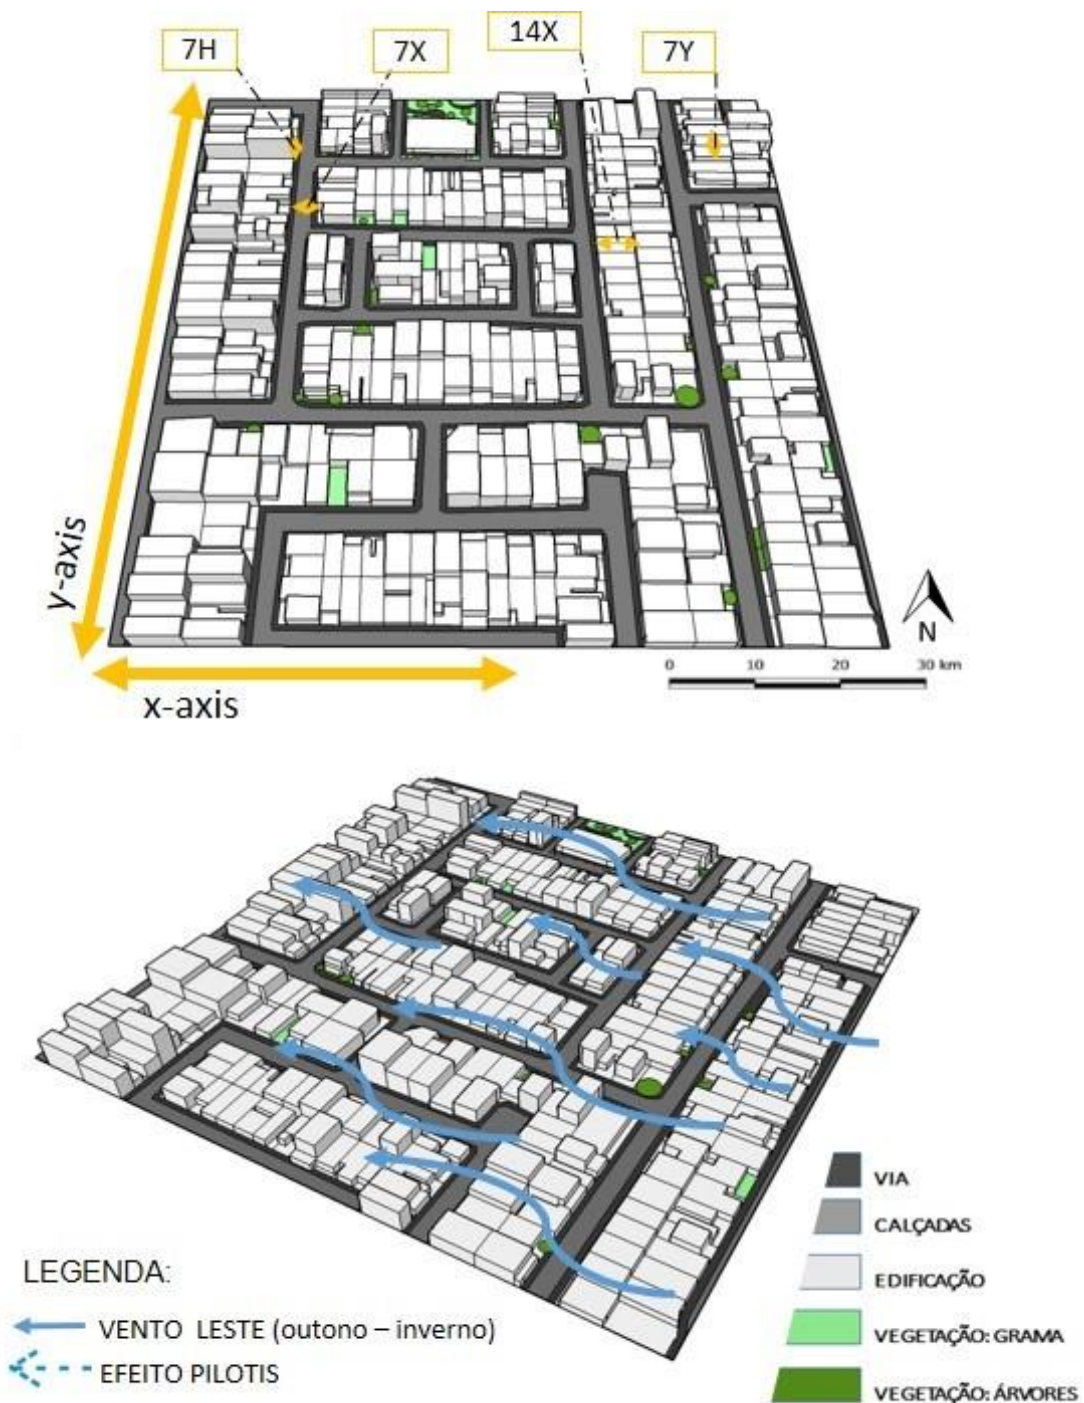 14X
7H
7X
7Y
y-axis
N
0 10 20 30 km
x-axis
VIA
CALÇADAS
LEGENDA:
EDIFICAÇÃO
VENTO LESTE (outono – inverno)
VEGETAÇÃO: GRAMA
EFEITO PILOTIS
VEGETAÇÃO: ÁRVORES